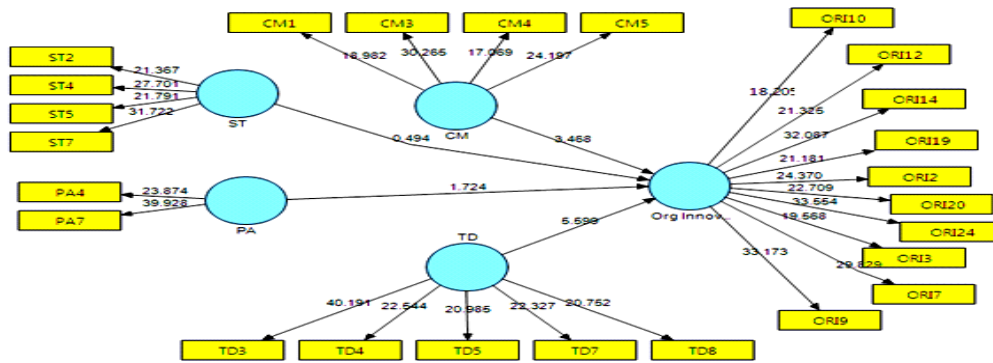 CM1
CM3
CM4
CM5
ORI10
ST2
ST4
ST5
ST7
21.367
27.701
21.791
31.722
ST
18.982
30.265
17.069
24.197
CM
0.494
3.468
18.205
21.325
32.087
21.181
24.370
22.709
33.554
19.568
29.829
33.173
ORI12
ORI14
ORI19
ORI2
ORI20
ORI24
ORI3
ORI7
ORI9
Org Innov...
PA4
PA7
23.874
39.928
PA
1.724
TD
5.599
40.191
22.544
20.985
22.327
20.752
TD3
TD4
TD5
TD7
TD8